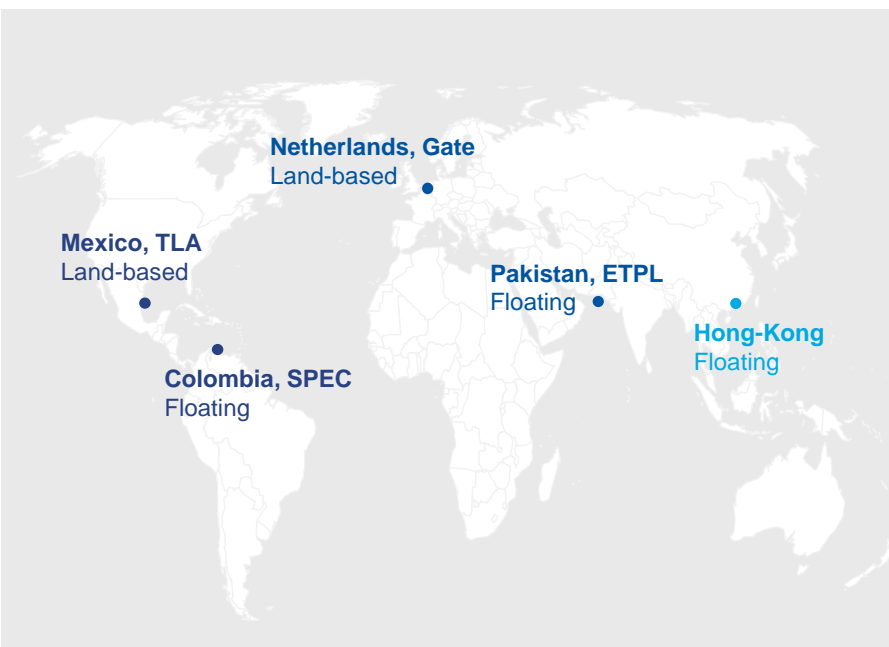 Netherlands, Gate
Land-based
Mexico, TLA
Land-based
Pakistan, ETPL
Floating
Hong-Kong
Floating
Colombia, SPEC
Floating